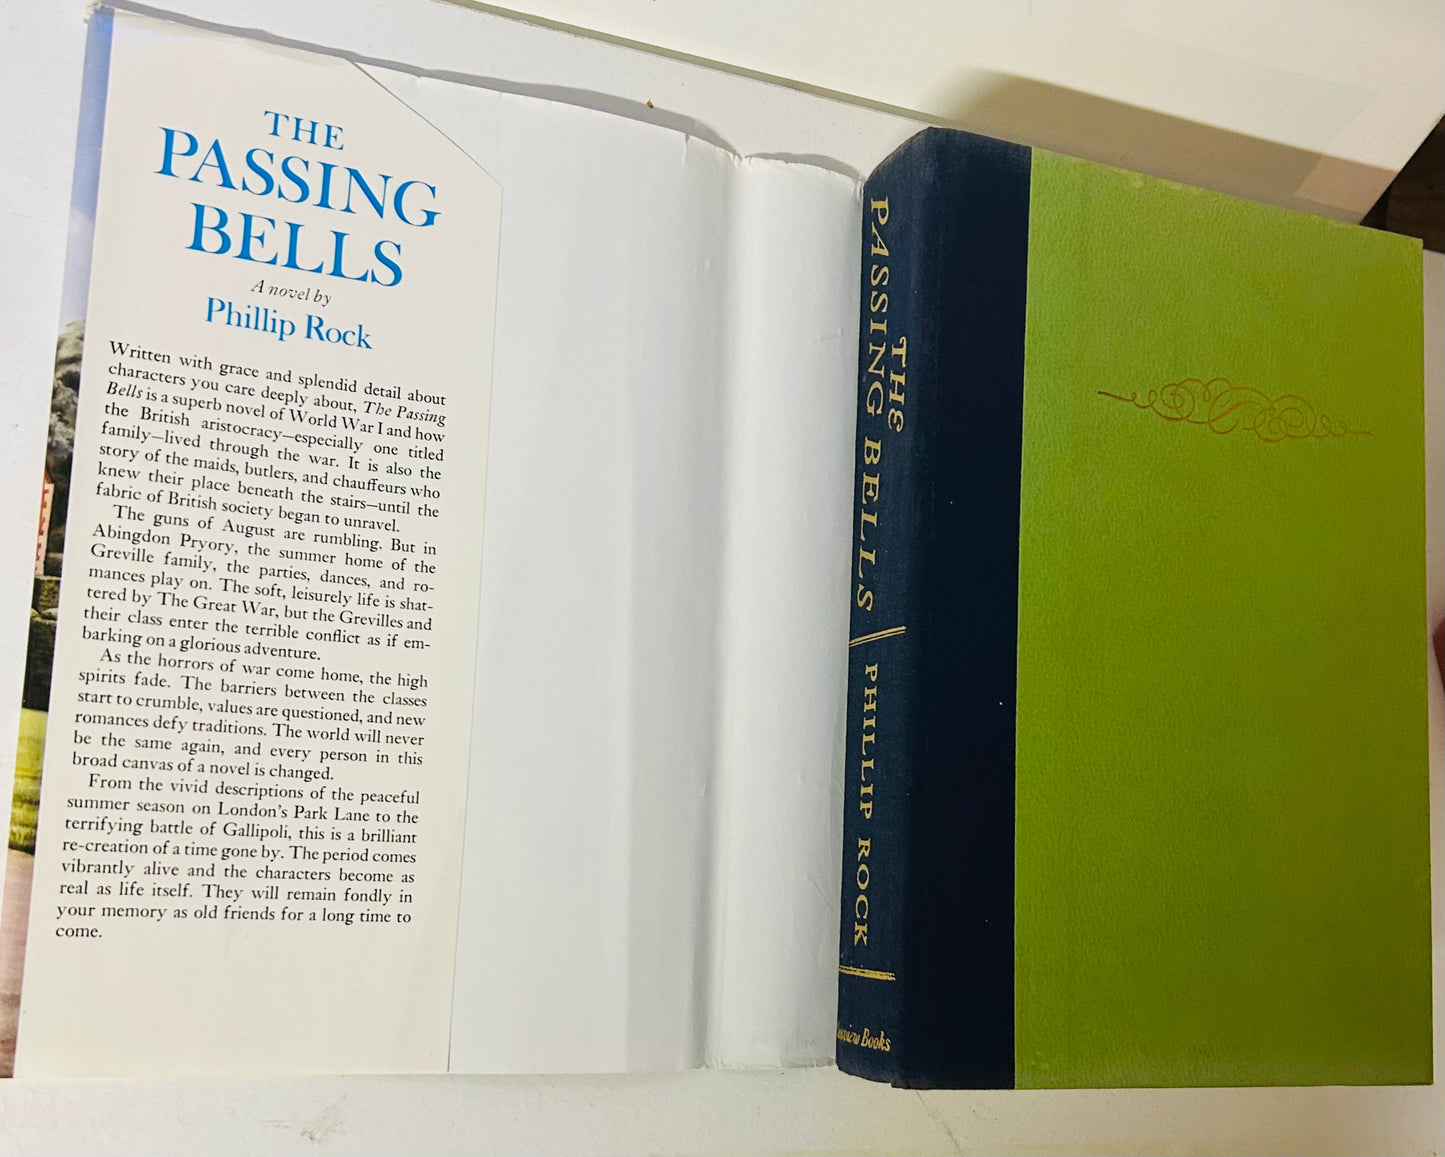 THE
PASSING
BELLS
A novel by
Phillip Rock
Written with grace and splendid detail about
characters you care deeply about, The Passing
Bells is a superb novel of World War I and how
the British aristocracy—especially one titled
family—lived through the war. It is also the
story of the maids, butlers, and chauffeurs who
knew their place beneath the stairs—until the
fabric of British society began to unravel.
The guns of August are rumbling. But in
Abingdon Pryory, the summer home of the
Greville family, the parties, dances, and ro-
mances play on. The soft, leisurely life is shat-
tered by The Great War, but the Grevilles and
their class enter the terrible conflict as if em-
barking on a glorious adventure.
As the horrors of war come home, the high
spirits fade. The barriers between the classes
start to crumble, values are questioned, and new
romances defy traditions. The world will never
be the same again, and every person in this
broad canvas of a novel is changed.
From the vivid descriptions of the peaceful
summer season on London's Park Lane to the
terrifying battle of Gallipoli, this is a brilliant
re-creation of a time gone by. The period comes
vibrantly alive and the characters become as
real as life itself. They will remain fondly in
your memory as old friends for a long time to
come.
THE
PASSING BELLS
PHILLIP ROCK
Books